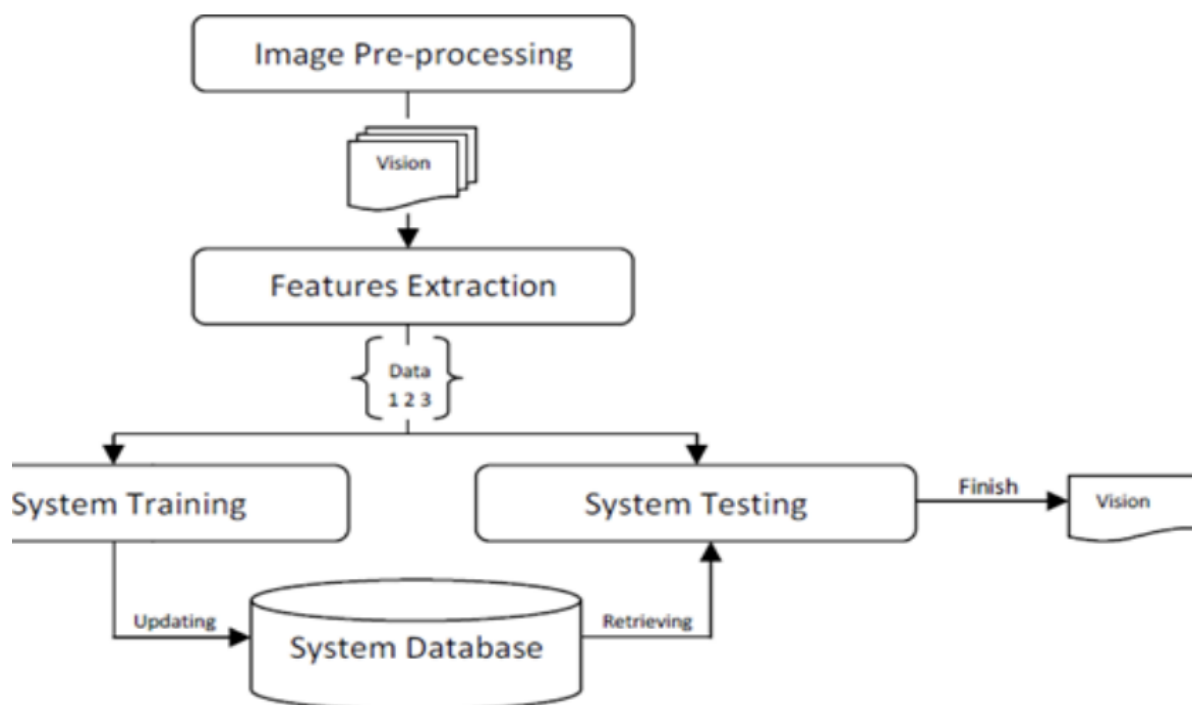 Image Pre-processing
Vision
Features Extraction
Data
1 2 3
System Training
System Testing
Finish
Vision
Updating
Retrieving
System Database